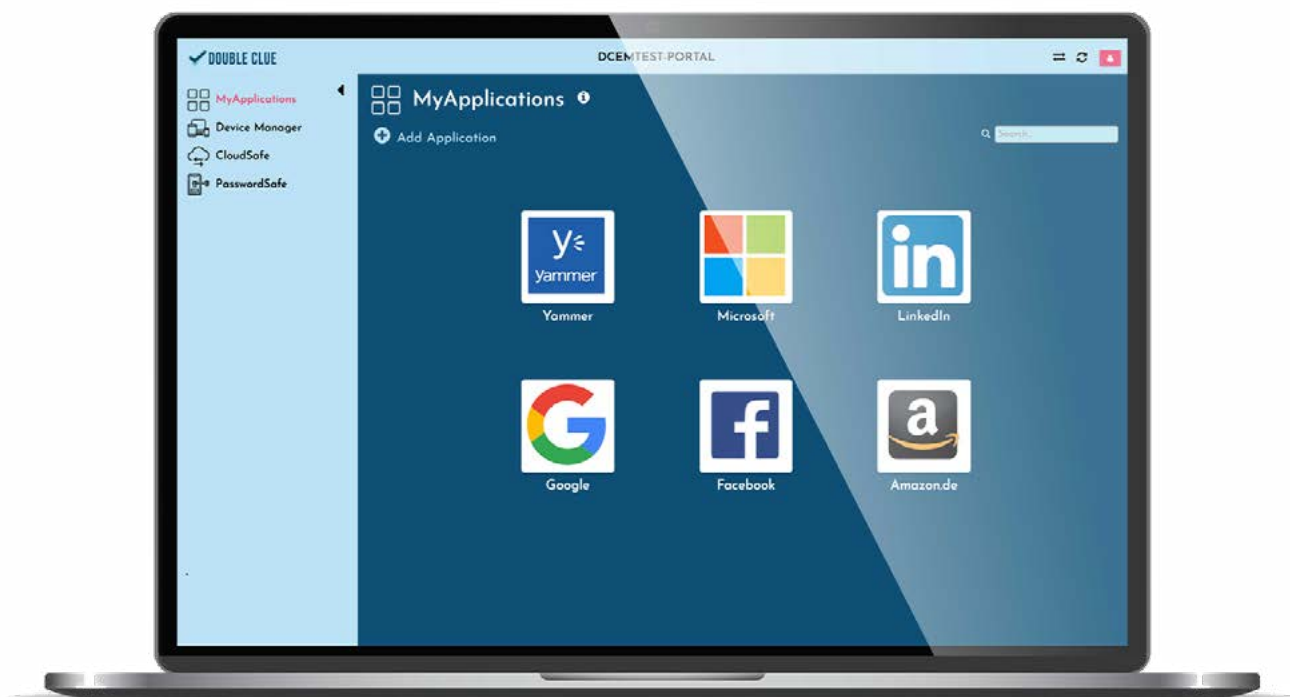 DOUBLE CLUE
DCEMTEST-PORTAL
MyApplications
Device Manager
CloudSafe
PasswordSafe
MyApplications
Add Application
Search...
y
yammer
Yammer
Microsoft
in
LinkedIn
G
Google
f
Facebook
a
Amazon.de